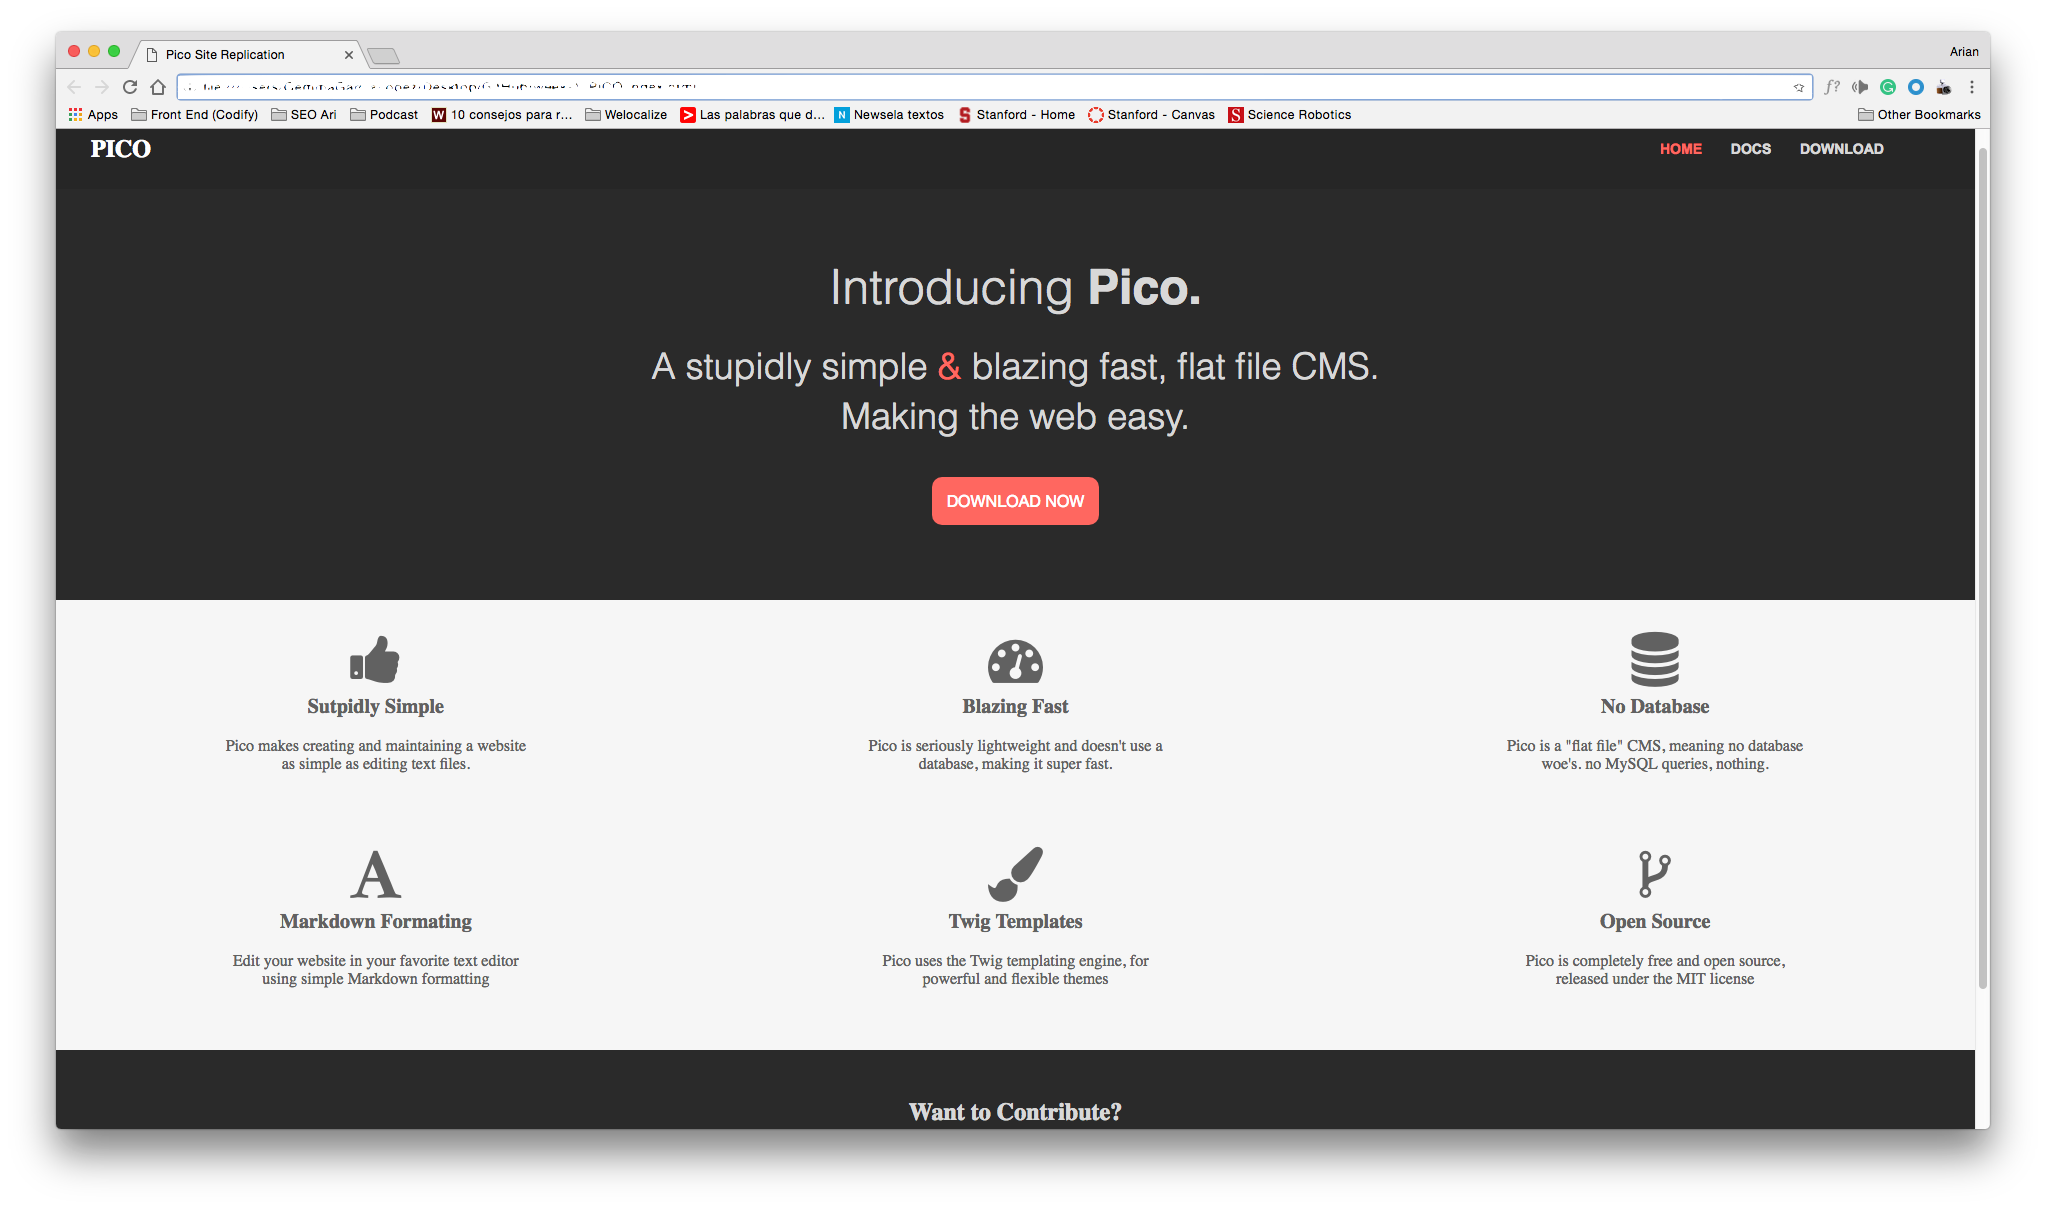 Pico Site Replication
Arian
Apps Front End (Codify) SEO Ari Podcast W 10 consejos para r... Welocalize Las palabras que d... N Newsela textos S Stanford - Home Stanford - Canvas S Science Robotics Other Bookmarks
PICO HOME DOCS DOWNLOAD
Introducing Pico.
A stupidly simple & blazing fast, flat file CMS.
Making the web easy.
DOWNLOAD NOW
Sutpidly Simple
Pico makes creating and maintaining a website
as simple as editing text files.
Blazing Fast
Pico is seriously lightweight and doesn't use a
database, making it super fast.
No Database
Pico is a "flat file" CMS, meaning no database
woe's. no MySQL queries, nothing.
A
Markdown Formating
Edit your website in your favorite text editor
using simple Markdown formatting
Twig Templates
Pico uses the Twig templating engine, for
powerful and flexible themes
Open Source
Pico is completely free and open source,
released under the MIT license
Want to Contribute?